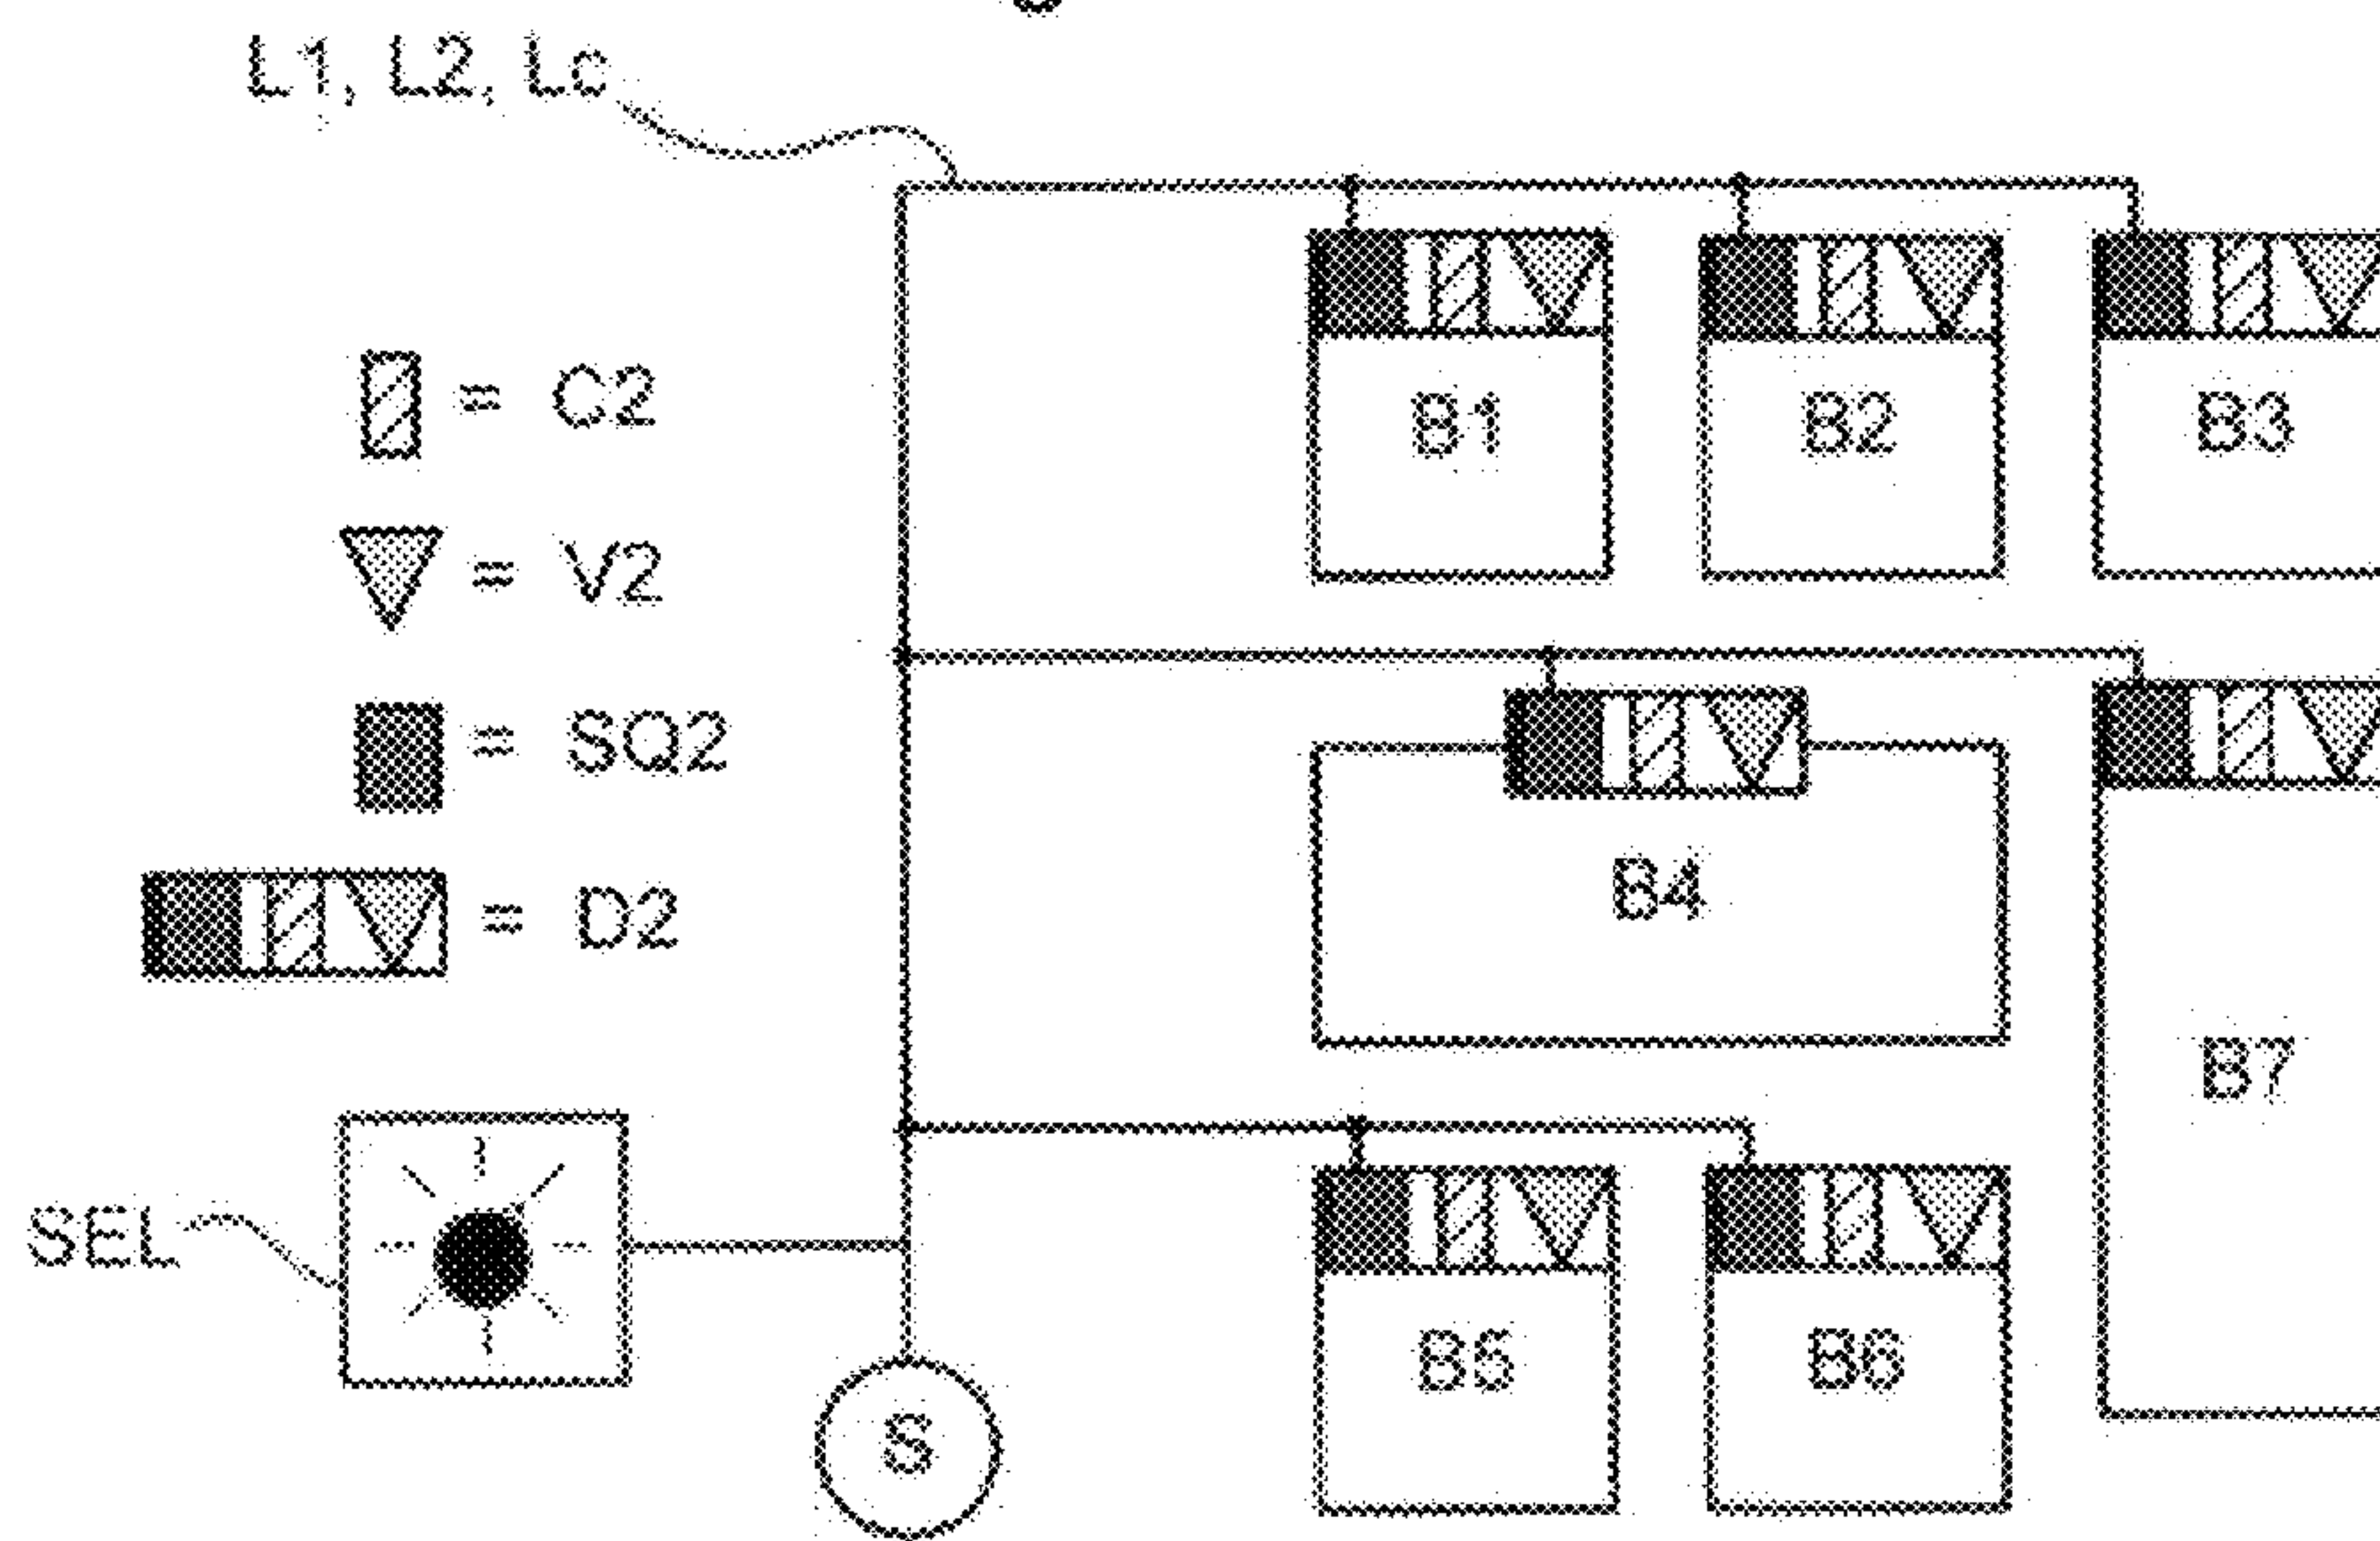 L1, L2, Lc
= C2
= V2
= SQ2
= D2
SEL
S
B1
B2
B3
B4
B7
B5
B6